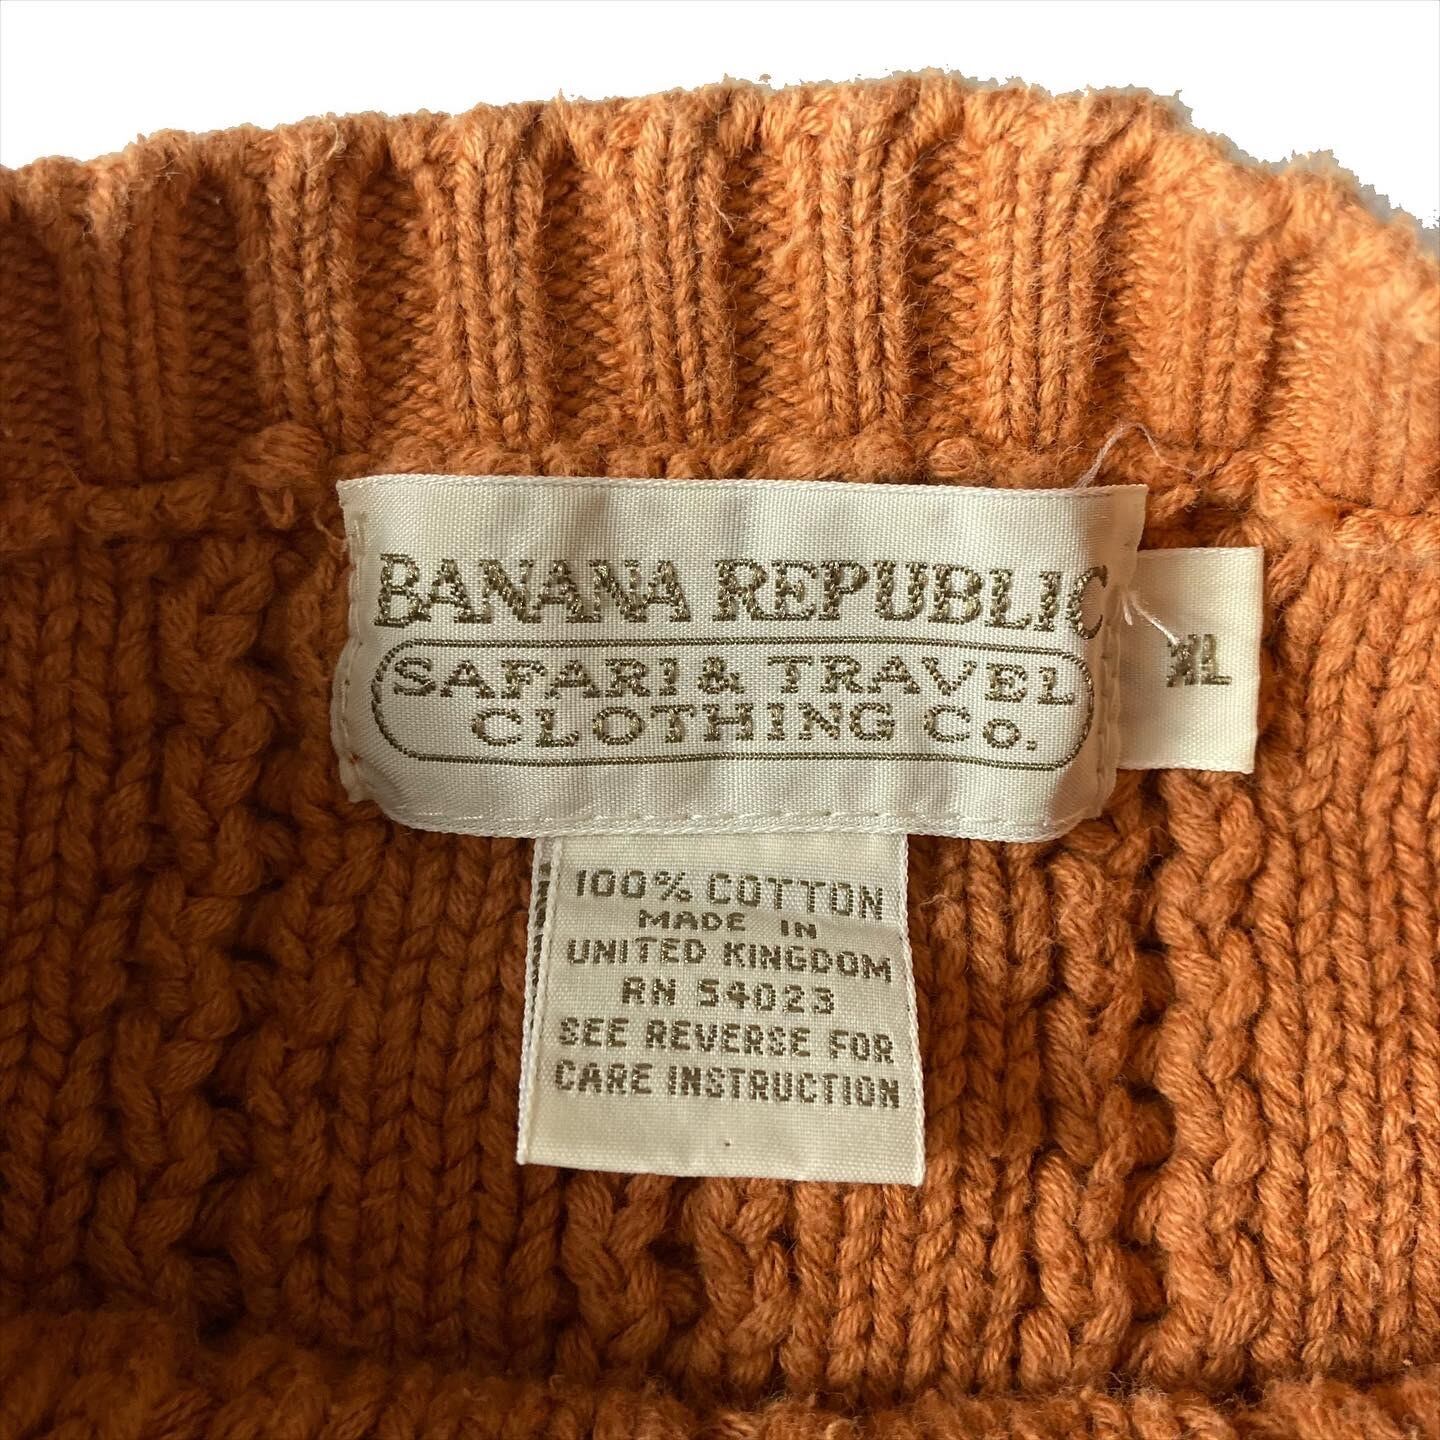 BANANA REPUBLIC
SAFARI & TRAVEL
CLOTHING Co.
XL
100% COTTON
MADE IN
UNITED KINGDOM
RN 54023
SEE REVERSE FOR
CARE INSTRUCTION